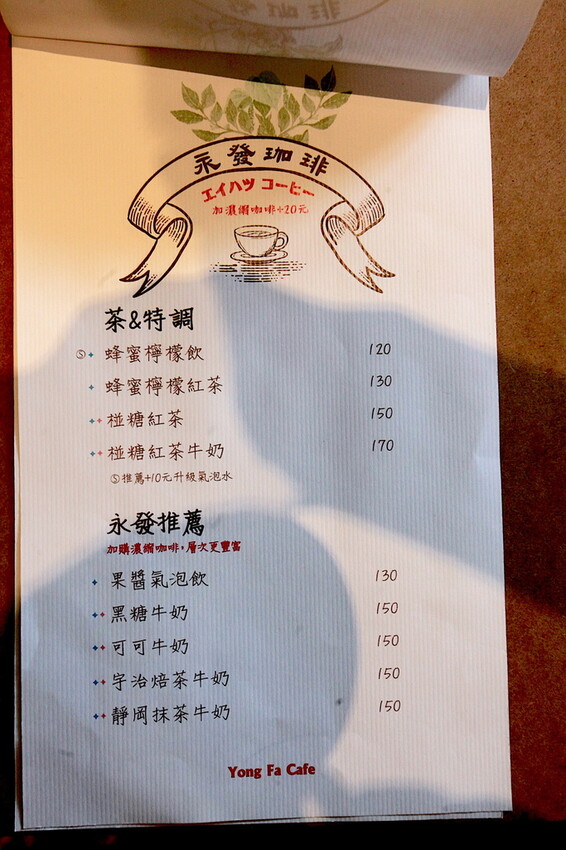 永發珈琲
エイハツ コーヒー
加濃縮咖啡+20元
茶&特調
Ⓢ 蜂蜜檸檬飲 120
蜂蜜檸檬紅茶 130
椪糖紅茶 150
椪糖紅茶牛奶 170
Ⓢ推薦+10元升級氣泡水
永發推薦
加購濃縮咖啡,層次更豐富
果醬氣泡飲 130
黑糖牛奶 150
可可牛奶 150
宇治焙茶牛奶 150
靜岡抹茶牛奶 150
Yong Fa Cafe